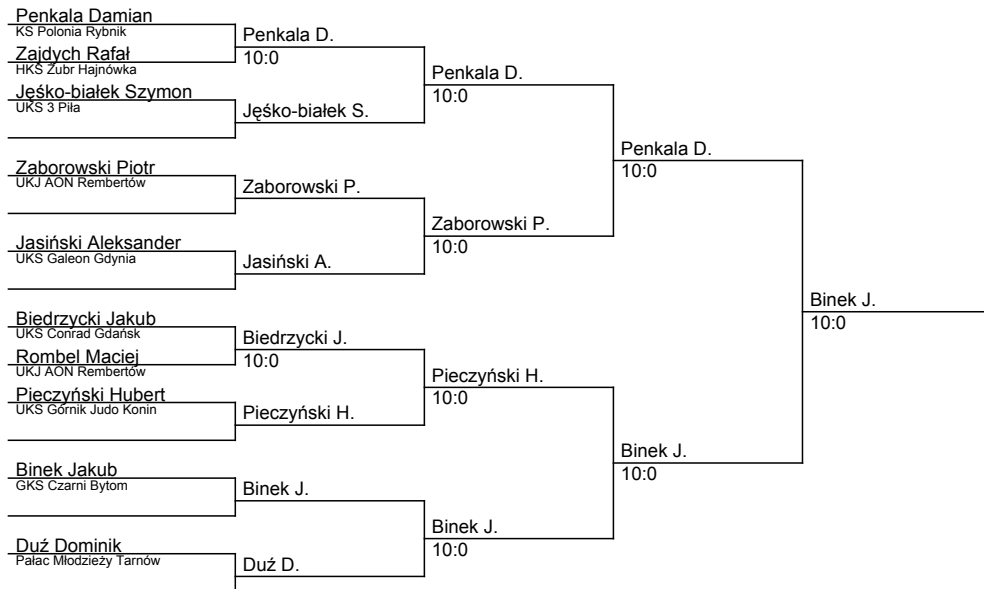 Penkala Damian
KS Polonia Rybnik
Zajdych Rafał
HKS Żubr Hajnówka
Jęśko-białek Szymon
UKS 3 Piła
Zaborowski Piotr
UKJ AON Rembertów
Jasiński Aleksander
UKS Galeon Gdynia
Biedrzycki Jakub
UKS Conrad Gdańsk
Rombel Maciej
UKJ AON Rembertów
Pieczyński Hubert
UKS Górnik Judo Konin
Binek Jakub
GKS Czarni Bytom
Duź Dominik
Pałac Młodzieży Tarnów
Penkala D.
10:0
Jęśko-białek S.
Zaborowski P.
Jasiński A.
Biedrzycki J.
10:0
Pieczyński H.
Binek J.
Duź D.
Penkala D.
10:0
Zaborowski P.
10:0
Pieczyński H.
10:0
Binek J.
10:0
Penkala D.
10:0
Binek J.
10:0
Binek J.
10:0